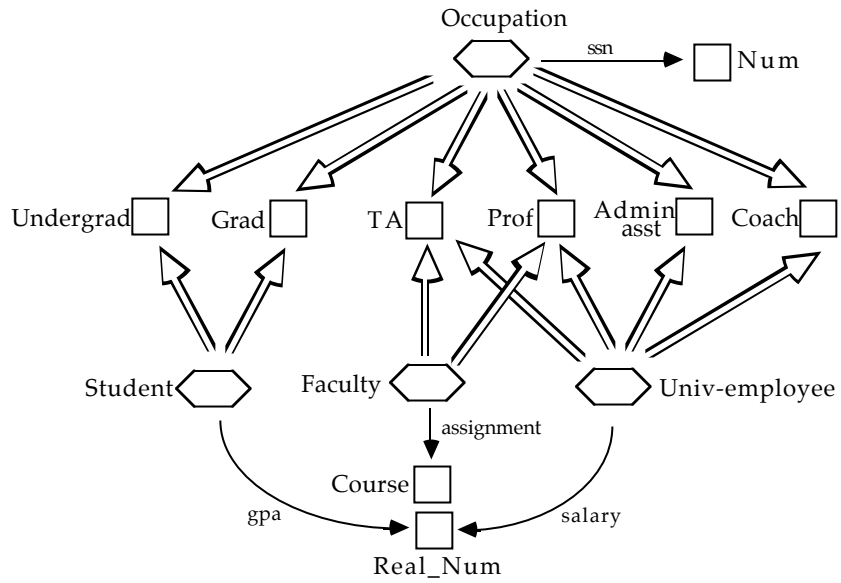 Occupation
ssn
Num
Undergrad
Grad
TA
Prof
Admin
asst
Coach
Student
Faculty
Univ-employee
assignment
Course
gpa
salary
Real_Num